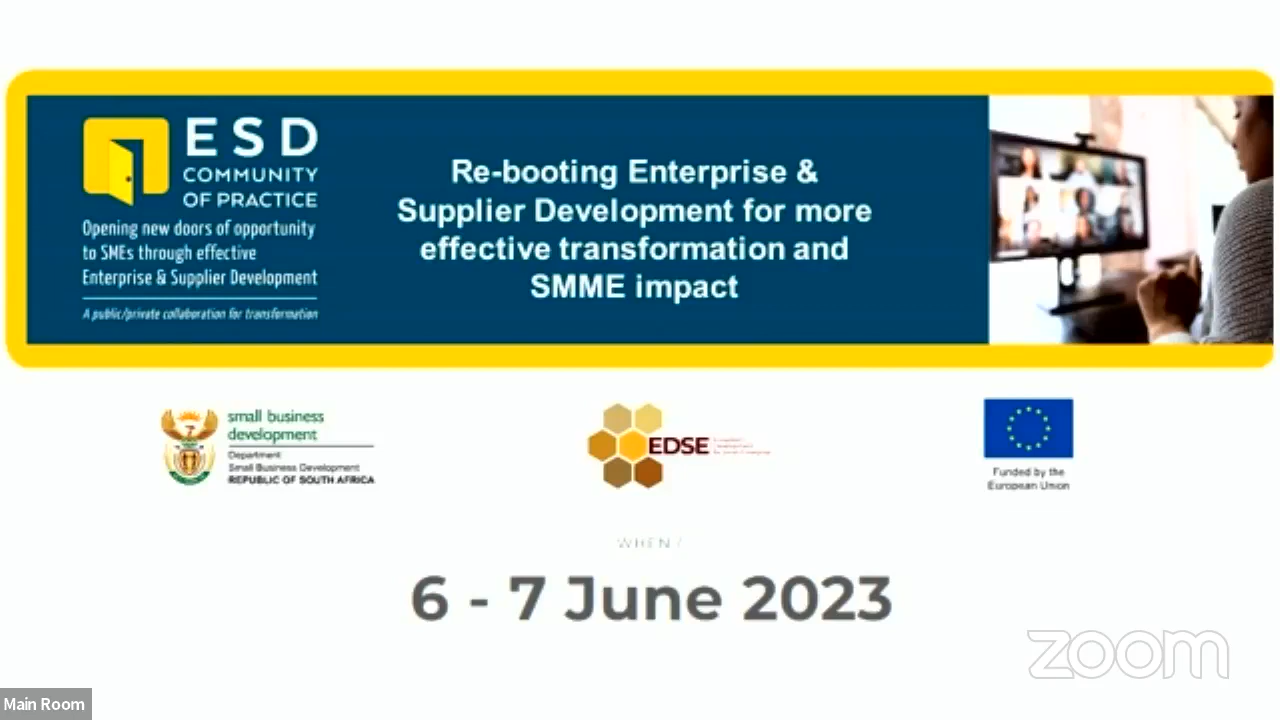 ESD
COMMUNITY
OF PRACTICE
Opening new doors of opportunity
to SMEs through effective
Enterprise & Supplier Development
A public/private collaboration for transformation
Re-booting Enterprise &
Supplier Development for more
effective transformation and
SMME impact
small business
development
Department
Small Business Development
REPUBLIC OF SOUTH AFRICA
EDSE
Funded by the
European Union
WHEN /
6 - 7 June 2023
zoom
Main Room